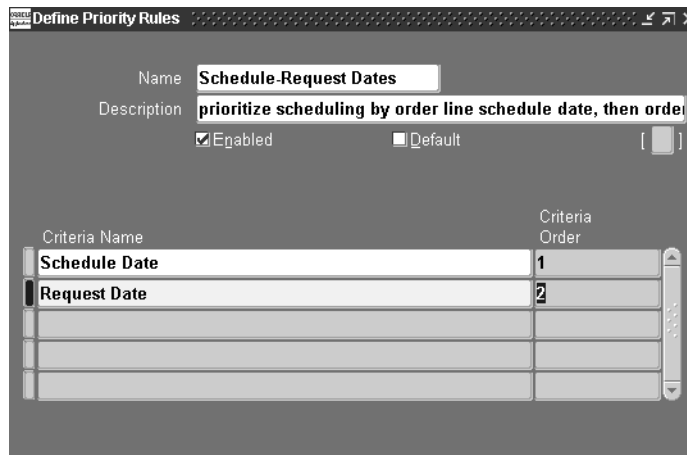 Define Priority Rules
Name Schedule-Request Dates
Description prioritize scheduling by order line schedule date, then order
Enabled Default [ ]
Criteria
Criteria Name Order
Schedule Date 1
Request Date 2